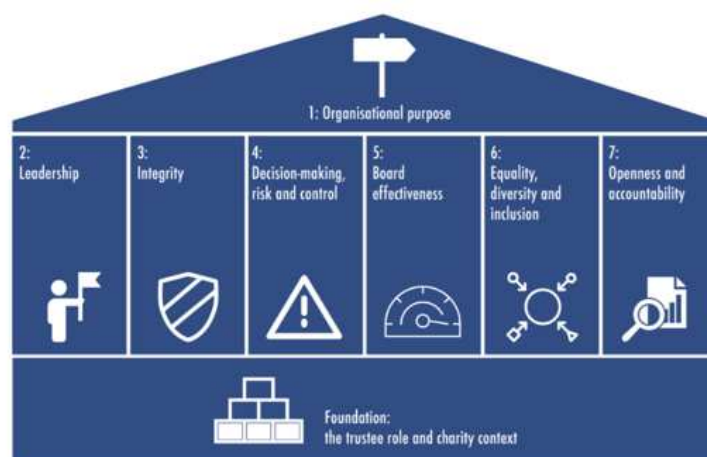 1: Organisational purpose
2:
Leadership
3:
Integrity
4:
Decision-making,
risk and control
5:
Board
effectiveness
6:
Equality,
diversity and
inclusion
7:
Openness and
accountability
Foundation:
the trustee role and charity context